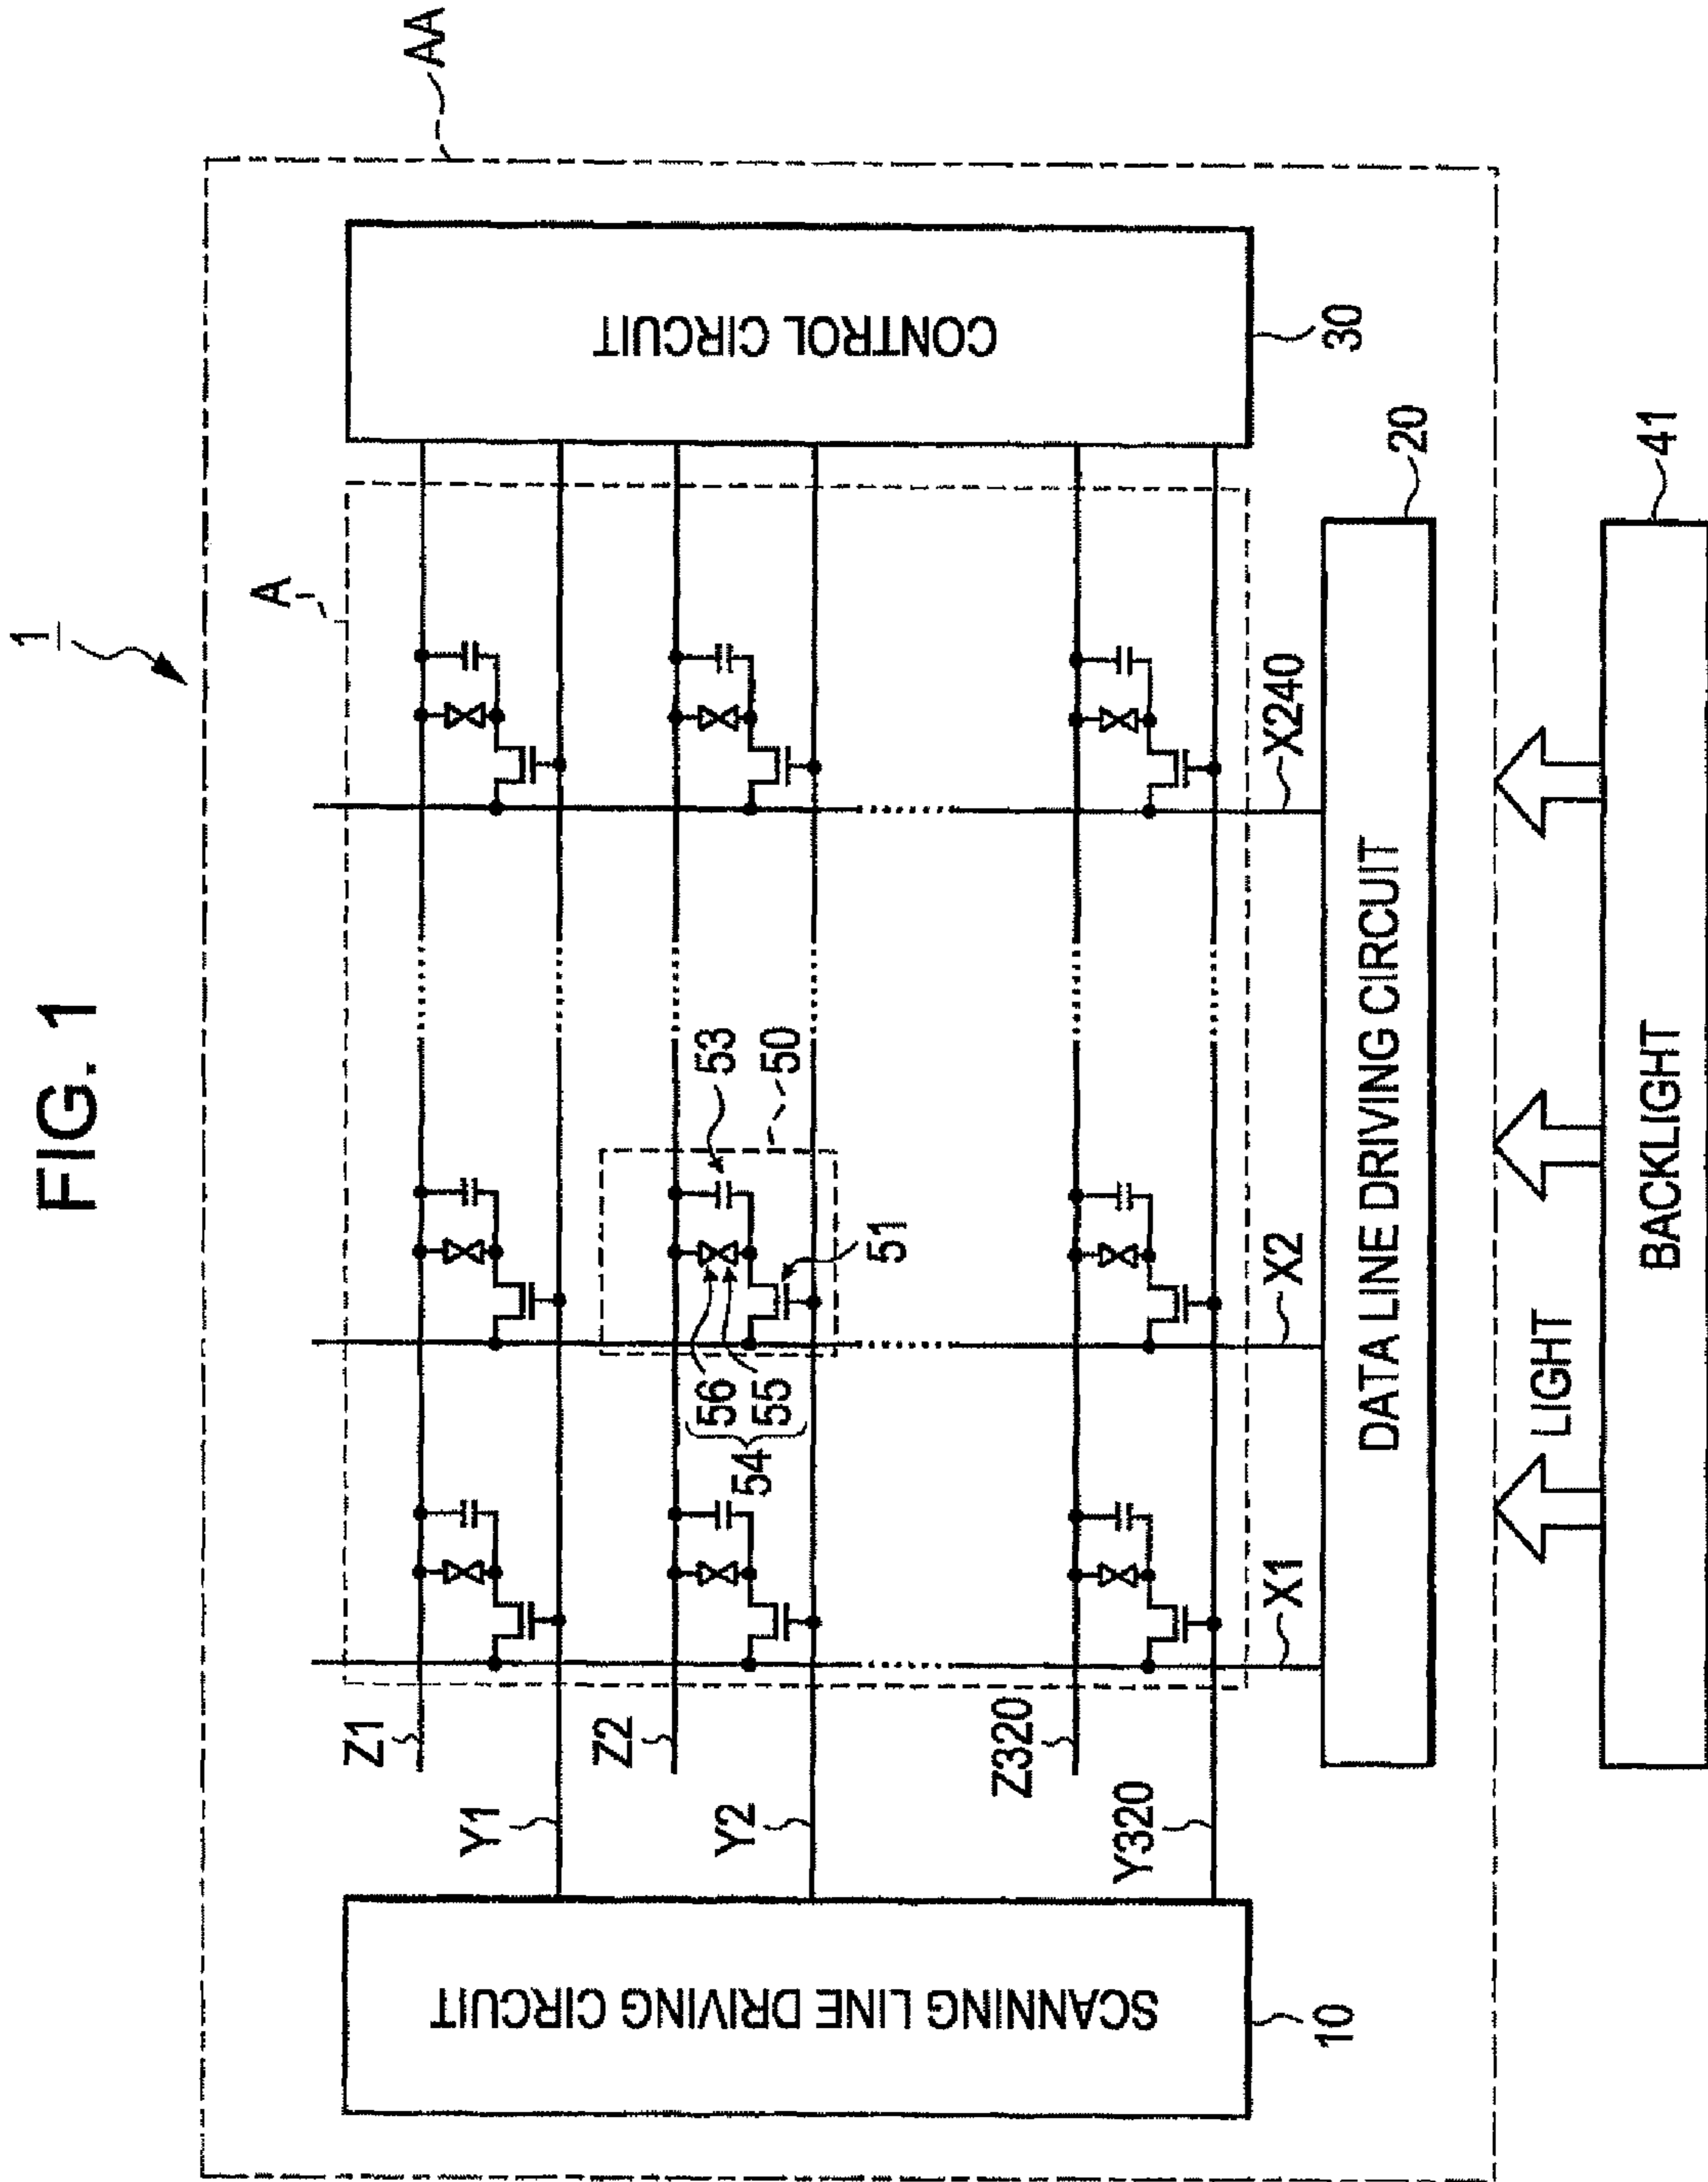 FIG. 1
1
AA
A
CONTROL CIRCUIT
30
Z1
Y1
Z2
Y2
Z320
Y320
53
50
56
55
54
51
SCANNING LINE DRIVING CIRCUIT
10
X1
X2
X240
20
DATA LINE DRIVING CIRCUIT
LIGHT
41
BACKLIGHT